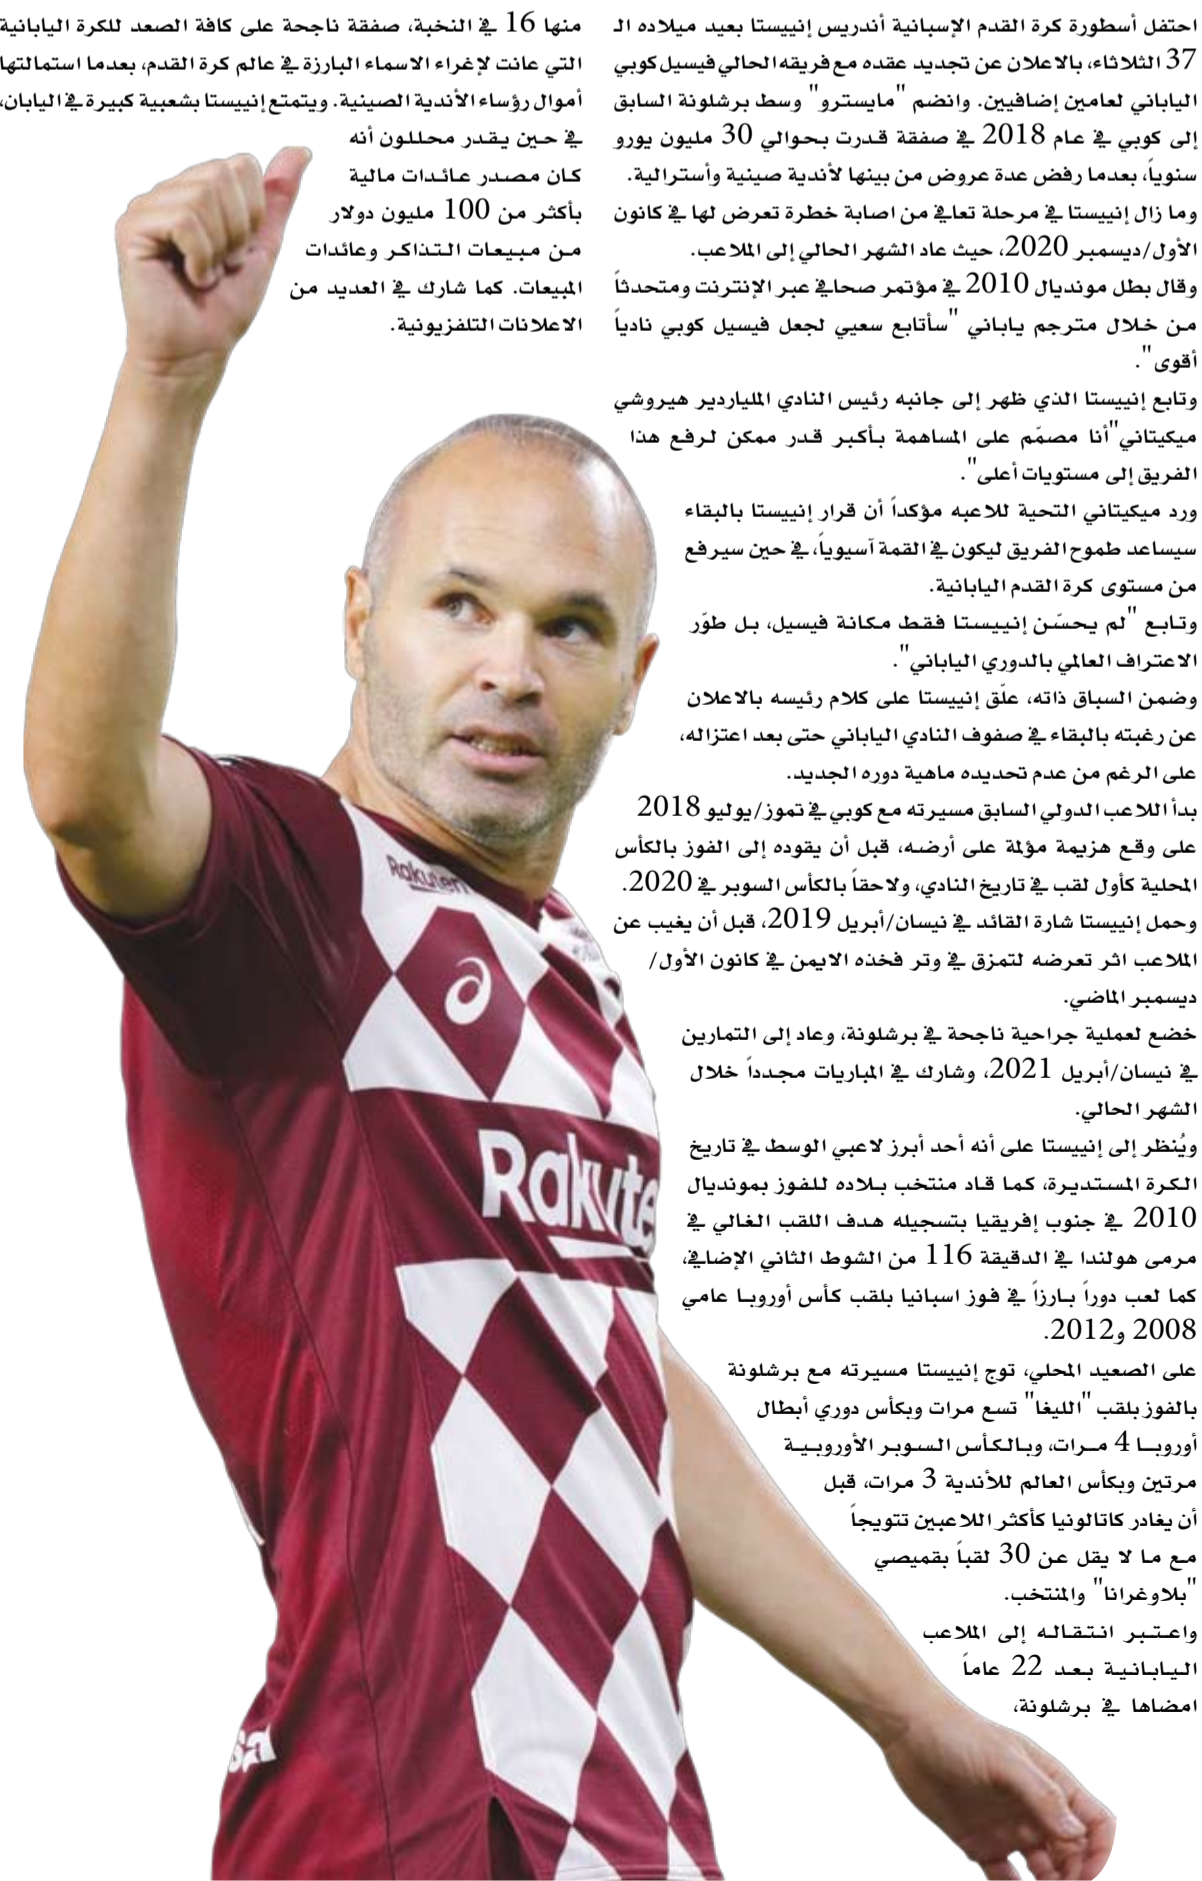 احتفل أسطورة كرة القدم الإسبانية أندريس إنييستا بعيد ميلاده الـ
37 الثلاثاء، بالاعلان عن تجديد عقده مع فريقه الحالي فيسيل كوبي
الياباني لعامين إضافيين. وانضم "مايسترو" وسط برشلونة السابق
إلى كوبي في عام 2018 في صفقة قدرت بحوالي 30 مليون يورو
سنوياً، بعدما رفض عدة عروض من بينها لأندية صينية وأسترالية.
وما زال إنييستا في مرحلة تعافٍ من اصابة خطرة تعرض لها في كانون
الأول/ديسمبر 2020، حيث عاد الشهر الحالي إلى الملاعب.
وقال بطل مونديال 2010 في مؤتمر صحافي عبر الإنترنت ومتحدثاً
من خلال مترجم ياباني "سأتابع سعيي لجعل فيسيل كوبي نادياً
أقوى".
وتابع إنييستا الذي ظهر إلى جانبه رئيس النادي الملياردير هيروشي
ميكيتاني"أنا مصمّم على المساهمة بأكبر قدر ممكن لرفع هذا
الفريق إلى مستويات أعلى".
ورد ميكيتاني التحية للاعبه مؤكداً أن قرار إنييستا بالبقاء
سيساعد طموح الفريق ليكون في القمة آسيوياً، في حين سيرفع
من مستوى كرة القدم اليابانية.
وتابع "لم يحسّن إنييستا فقط مكانة فيسيل، بل طوّر
الاعتراف العالمي بالدوري الياباني".
وضمن السباق ذاته، علّق إنييستا على كلام رئيسه بالاعلان
عن رغبته بالبقاء في صفوف النادي الياباني حتى بعد اعتزاله،
على الرغم من عدم تحديده ماهية دوره الجديد.
بدأ اللاعب الدولي السابق مسيرته مع كوبي في تموز/يوليو 2018
على وقع هزيمة مؤلمة على أرضه، قبل أن يقوده إلى الفوز بالكأس
المحلية كأول لقب في تاريخ النادي، ولاحقاً بالكأس السوبر في 2020.
وحمل إنييستا شارة القائد في نيسان/أبريل 2019، قبل أن يغيب عن
الملاعب اثر تعرضه لتمزق في وتر فخذه الايمن في كانون الأول/
ديسمبر الماضي.
خضع لعملية جراحية ناجحة في برشلونة، وعاد إلى التمارين
في نيسان/أبريل 2021، وشارك في المباريات مجدداً خلال
الشهر الحالي.
ويُنظر إلى إنييستا على أنه أحد أبرز لاعبي الوسط في تاريخ
الكرة المستديرة، كما قاد منتخب بلاده للفوز بمونديال
2010 في جنوب إفريقيا بتسجيله هدف اللقب الغالي في
مرمى هولندا في الدقيقة 116 من الشوط الثاني الإضافي،
كما لعب دوراً بارزاً في فوز اسبانيا بلقب كأس أوروبا عامي
2008 و2012.
على الصعيد المحلي، توج إنييستا مسيرته مع برشلونة
بالفوز بلقب "الليغا" تسع مرات وبكأس دوري أبطال
أوروبا 4 مرات، وبالكأس السوبر الأوروبية
مرتين وبكأس العالم للأندية 3 مرات، قبل
أن يغادر كاتالونيا كأكثر اللاعبين تتويجاً
مع ما لا يقل عن 30 لقباً بقميصي
"بلاوغرانا" والمنتخب.
واعتبر انتقاله إلى الملاعب
اليابانية بعد 22 عاماً
امضاها في برشلونة،
منها 16 في النخبة، صفقة ناجحة على كافة الصعد للكرة اليابانية
التي عانت لإغراء الاسماء البارزة في عالم كرة القدم، بعدما استمالتها
أموال رؤساء الأندية الصينية. ويتمتع إنييستا بشعبية كبيرة في اليابان،
في حين يقدر محللون أنه
كان مصدر عائدات مالية
بأكثر من 100 مليون دولار
من مبيعات التذاكر وعائدات
المبيعات. كما شارك في العديد من
الاعلانات التلفزيونية.
Rakuten
Rakute